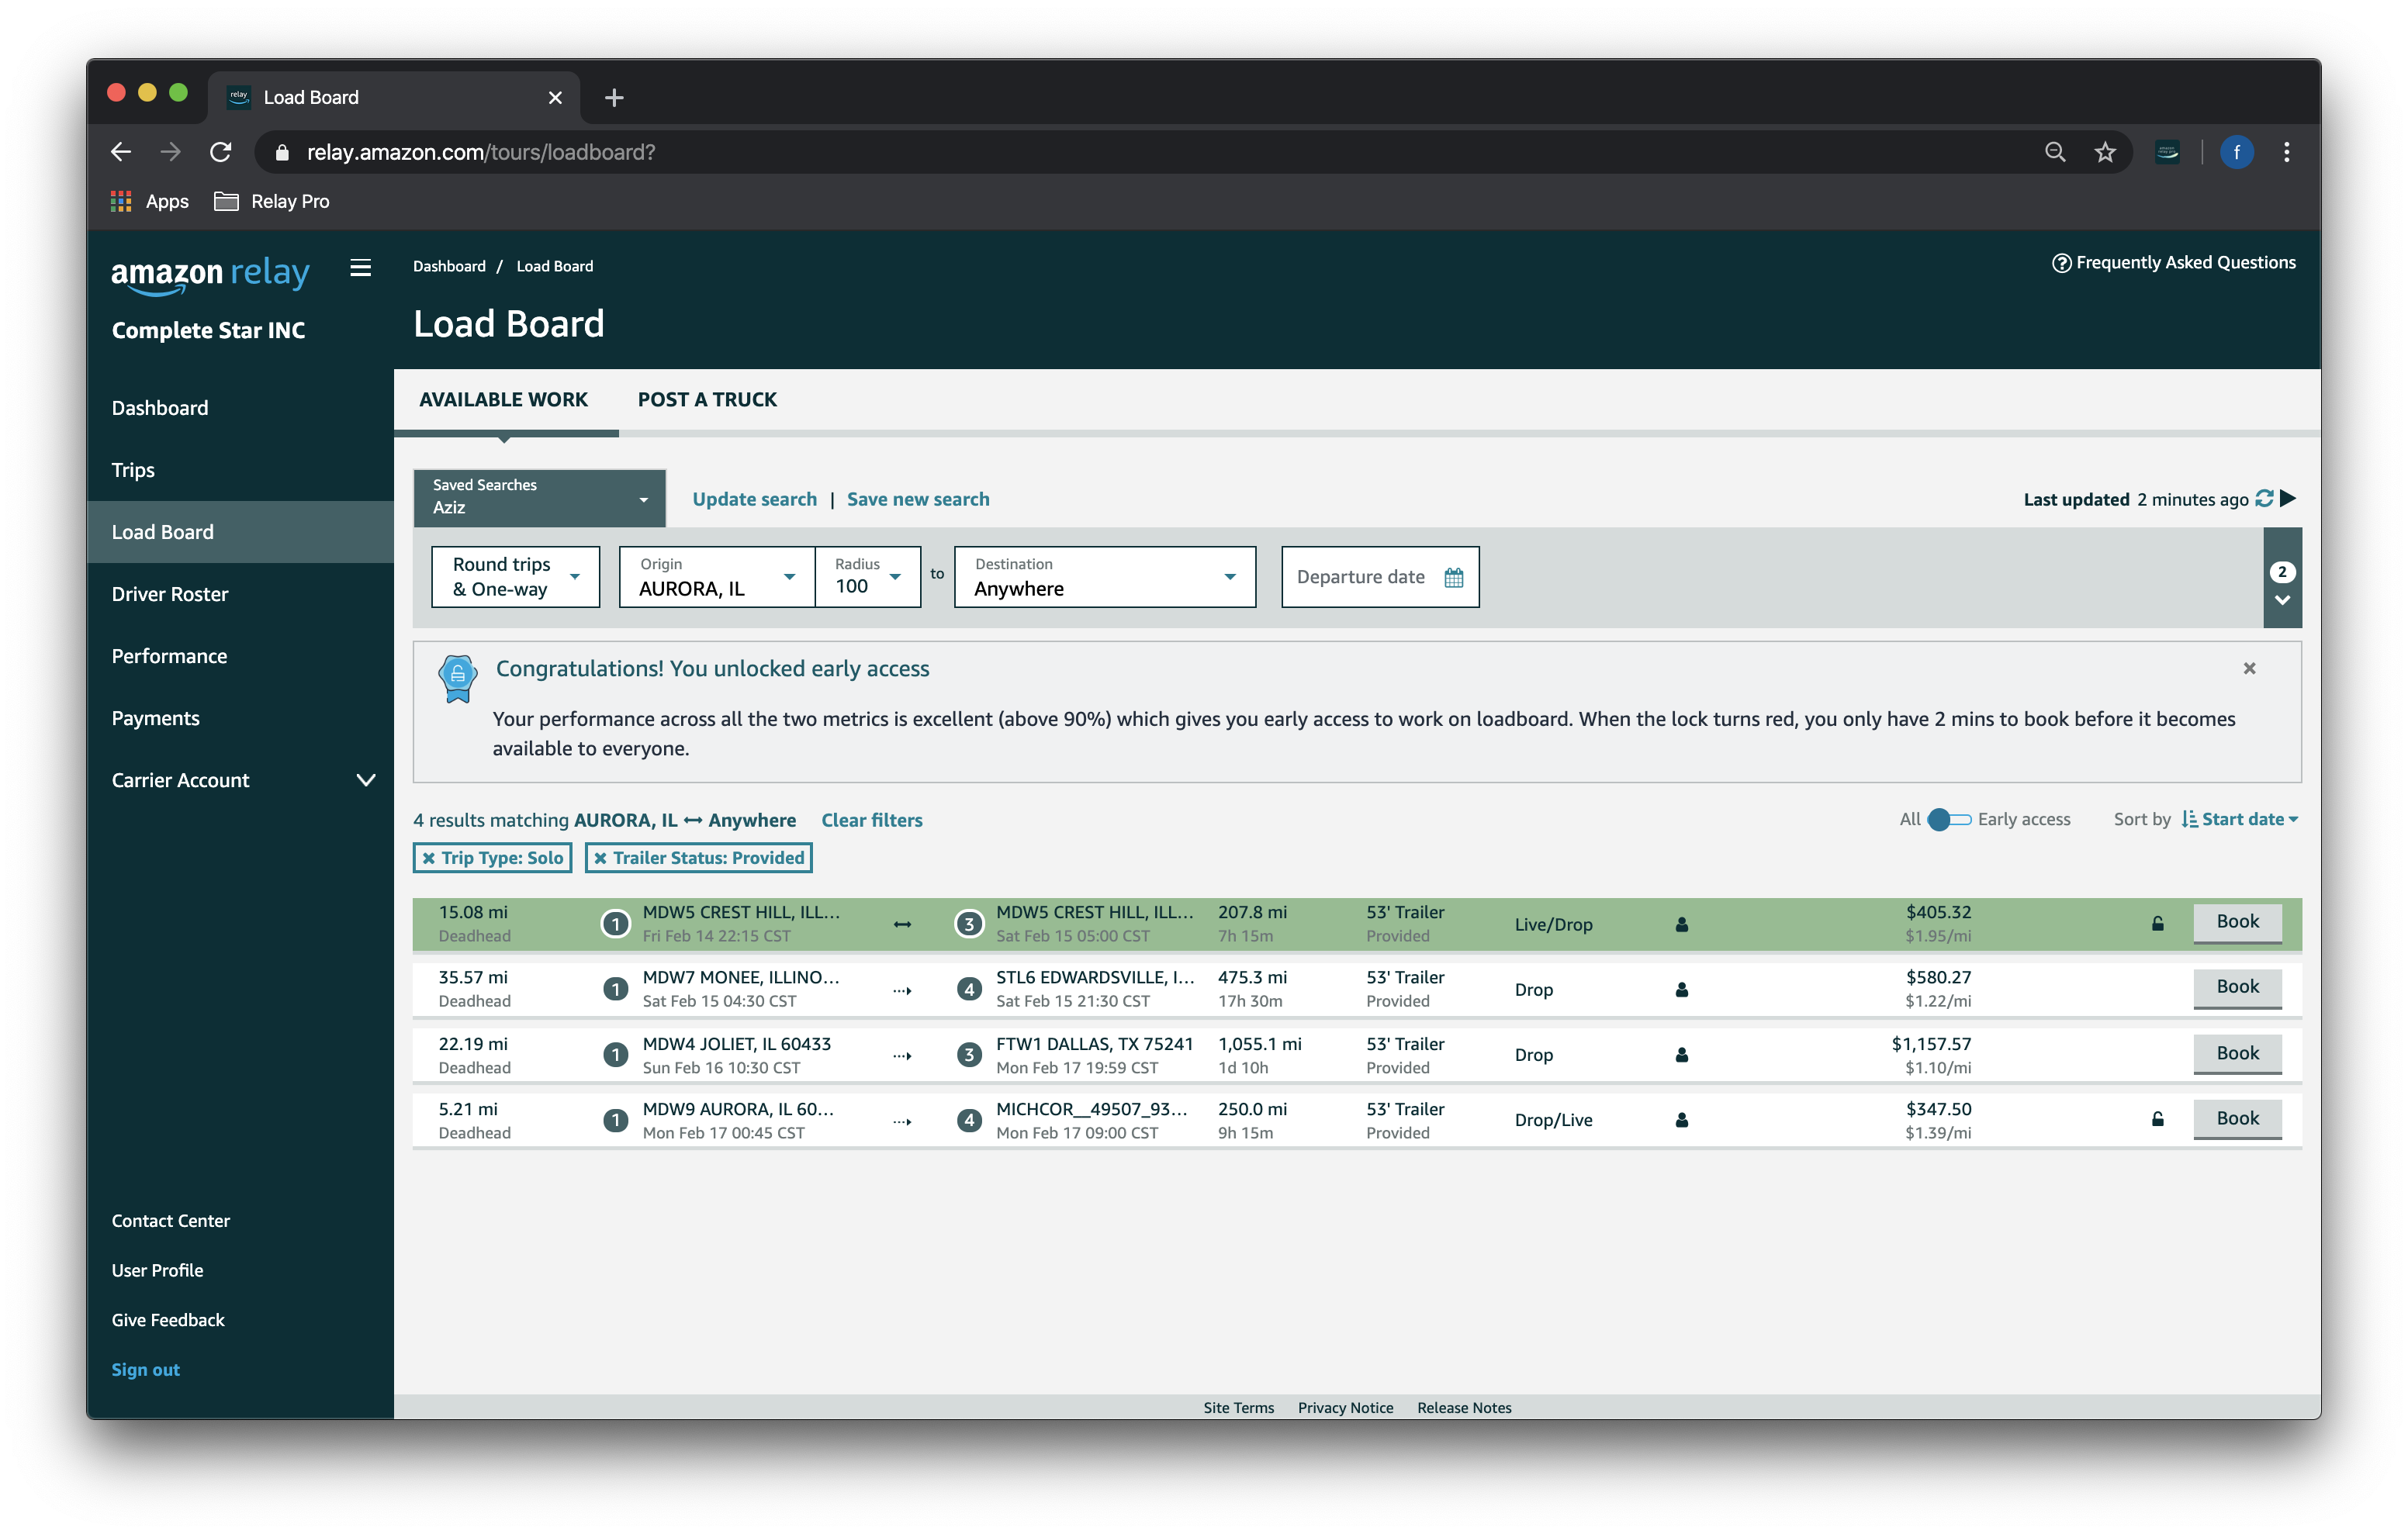 relay
Load Board
relay.amazon.com/tours/loadboard?
f
Apps
Relay Pro
amazon relay
Complete Star INC
Dashboard
Trips
Load Board
Driver Roster
Performance
Payments
Carrier Account
Contact Center
User Profile
Give Feedback
Sign out
Dashboard / Load Board
? Frequently Asked Questions
Load Board
AVAILABLE WORK POST A TRUCK
Saved Searches
Aziz
Update search | Save new search
Last updated 2 minutes ago
Round trips
& One-way
Origin
AURORA, IL
Radius
100
to
Destination
Anywhere
Departure date
2
Congratulations! You unlocked early access
Your performance across all the two metrics is excellent (above 90%) which gives you early access to work on loadboard. When the lock turns red, you only have 2 mins to book before it becomes
available to everyone.
4 results matching AURORA, IL ↔ Anywhere Clear filters
All Early access Sort by Start date
Trip Type: Solo Trailer Status: Provided
15.08 mi 1 MDW5 CREST HILL, ILL... 3 MDW5 CREST HILL, ILL... 207.8 mi 53' Trailer Live/Drop $405.32 Book
Deadhead Fri Feb 14 22:15 CST Sat Feb 15 05:00 CST 7h 15m Provided $1.95/mi
35.57 mi 1 MDW7 MONEE, ILLINO... 4 STL6 EDWARDSVILLE, I... 475.3 mi 53' Trailer Drop $580.27 Book
Deadhead Sat Feb 15 04:30 CST Sat Feb 15 21:30 CST 17h 30m Provided $1.22/mi
22.19 mi 1 MDW4 JOLIET, IL 60433 3 FTW1 DALLAS, TX 75241 1,055.1 mi 53' Trailer Drop $1,157.57 Book
Deadhead Sun Feb 16 10:30 CST Mon Feb 17 19:59 CST 1d 10h Provided $1.10/mi
5.21 mi 1 MDW9 AURORA, IL 60... 4 MICHCOR__49507_93... 250.0 mi 53' Trailer Drop/Live $347.50 Book
Deadhead Mon Feb 17 00:45 CST Mon Feb 17 09:00 CST 9h 15m Provided $1.39/mi
Site Terms Privacy Notice Release Notes